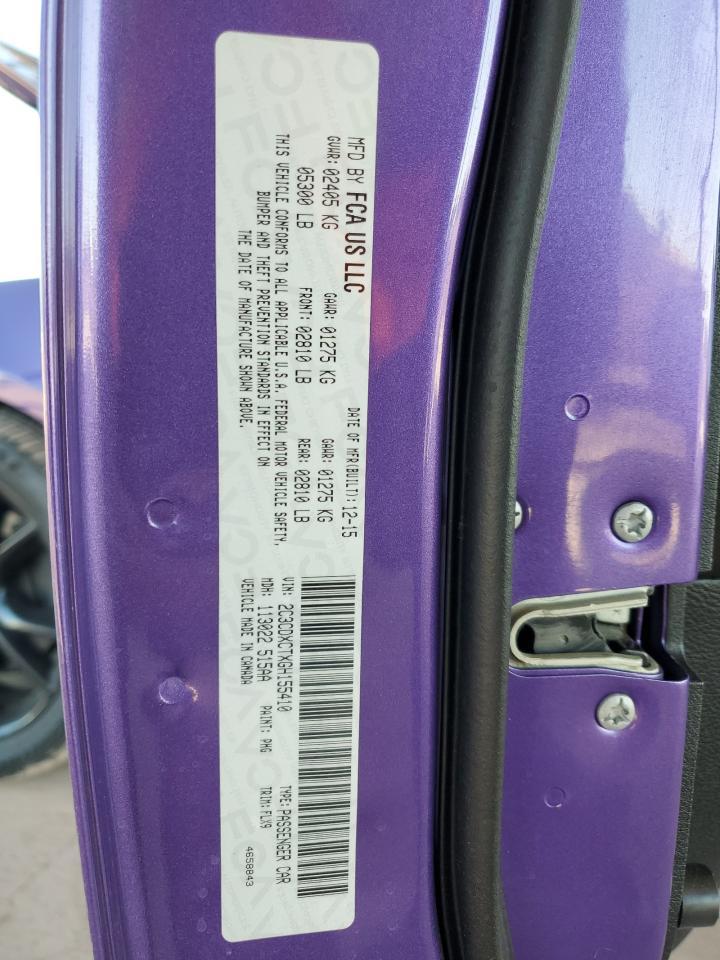 MFD BY FCA US LLC
DATE OF MFR(BUILT): 12-15
GVWR: 02405 KG GAWR: 01275 KG GAWR: 01275 KG
05300 LB FRONT: 02810 LB REAR: 02810 LB
THIS VEHICLE CONFORMS TO ALL APPLICABLE U.S.A. FEDERAL MOTOR VEHICLE SAFETY,
BUMPER AND THEFT PREVENTION STANDARDS IN EFFECT ON
THE DATE OF MANUFACTURE SHOWN ABOVE.
VIN: 2C3CDXCTXGH155410 TYPE: PASSENGER CAR
MDH: 113022 515AA PAINT: PHG TRIM: FLX9
VEHICLE MADE IN CANADA 4658843